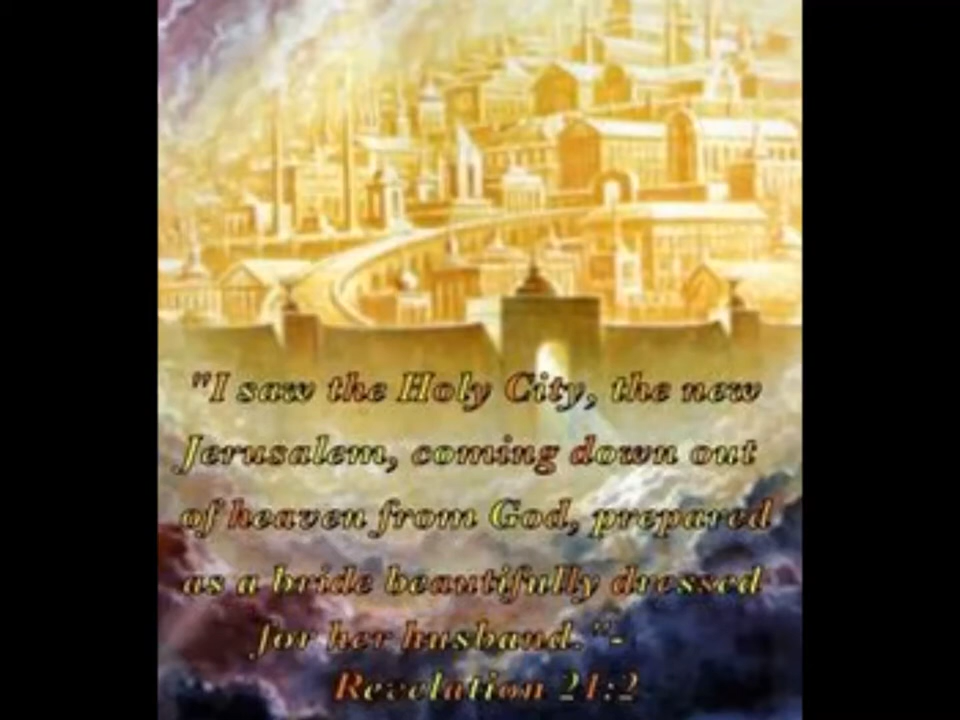 "I saw the Holy City, the new
Jerusalem, coming down out
of heaven from God, prepared
as a bride beautifully dressed
for her husband."-
Revelation 21:2